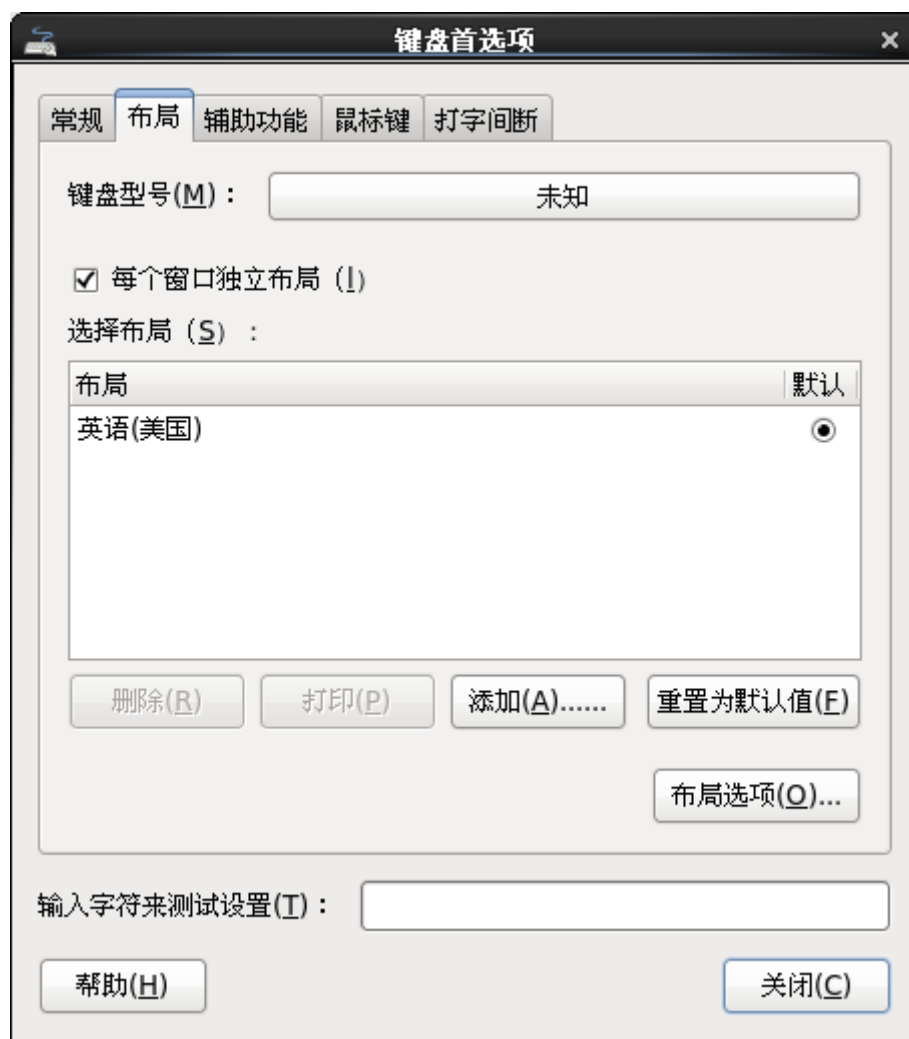 键盘首选项
常规 布局 辅助功能 鼠标键 打字间断
键盘型号(M)： 未知
每个窗口独立布局（I）
选择布局（S）：
布局 默认
英语(美国)
删除(R) 打印(P) 添加(A)...... 重置为默认值(F)
布局选项(O)...
输入字符来测试设置(T)：
帮助(H) 关闭(C)